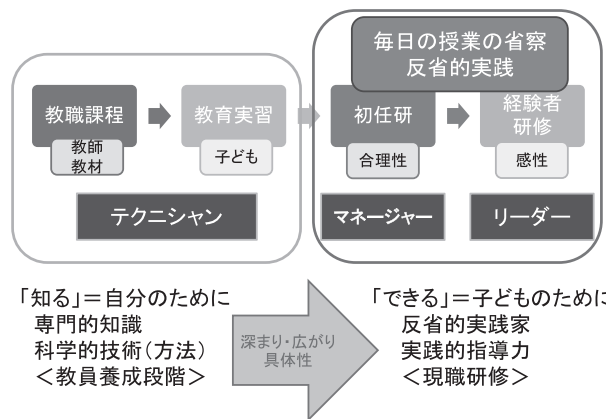 毎日の授業の省察
反省的実践
教職課程
教育実習
初任研
経験者
研修
教師
教材
子ども
合理性
感性
テクニシャン
マネージャー
リーダー
「知る」＝自分のために
専門的知識
科学的技術（方法）
＜教員養成段階＞
深まり・広がり
具体性
「できる」＝子どものために
反省的実践家
実践的指導力
＜現職研修＞